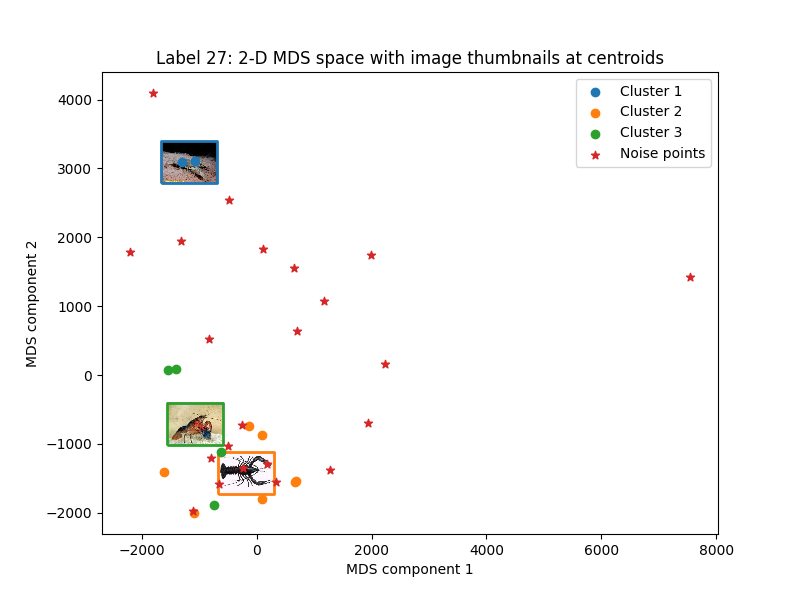 Label 27: 2-D MDS space with image thumbnails at centroids
Cluster 1
Cluster 2
Cluster 3
Noise points
4000
3000
2000
1000
0
−1000
−2000
MDS component 2
−2000
0
2000
4000
6000
8000
MDS component 1